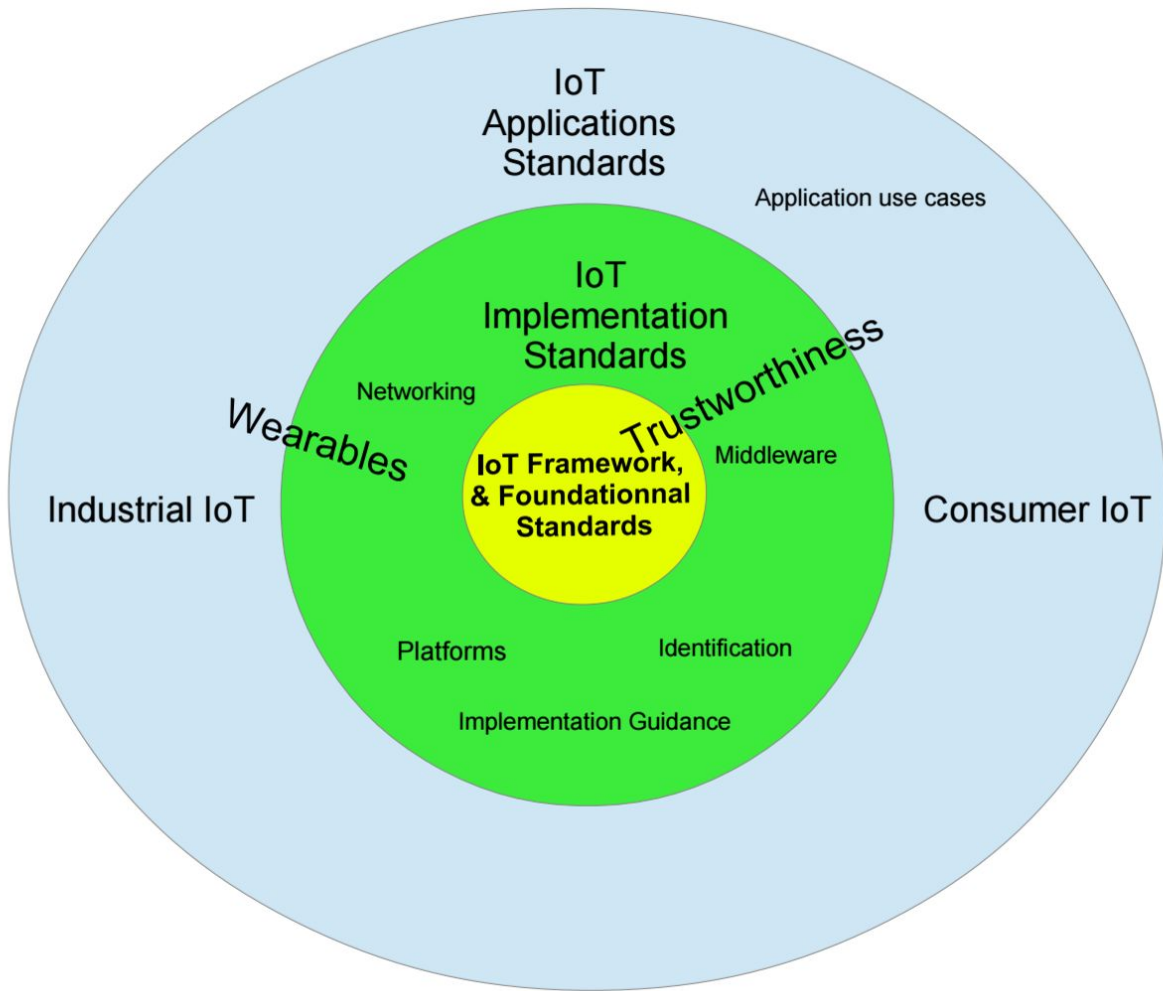 IoT
Applications
Standards
Application use cases
IoT
Implementation
Standards
Trustworthiness
Networking
Wearables
Middleware
IoT Framework,
& Foundationnal
Standards
Industrial IoT
Consumer IoT
Platforms
Identification
Implementation Guidance